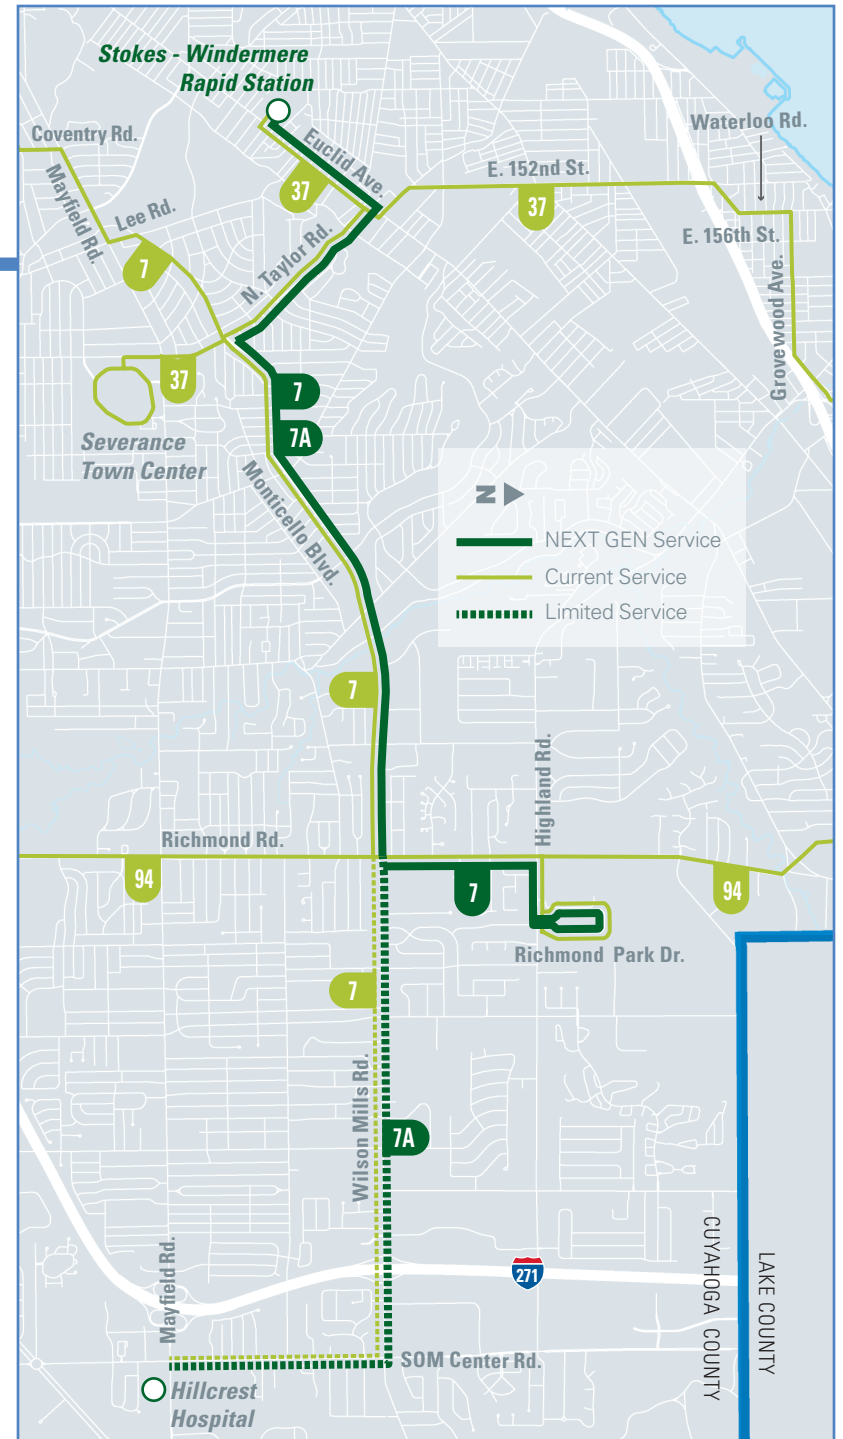 Stokes - Windermere
Rapid Station
Coventry Rd.
Mayfield Rd.
Lee Rd.
Euclid Ave.
37
E. 152nd St.
37
Waterloo Rd.
E. 156th St.
Grovewood Ave.
7
N. Taylor Rd.
37
7
7A
Severance
Town Center
Monticello Blvd.
N
NEXT GEN Service
Current Service
Limited Service
7
Highland Rd.
Richmond Rd.
94
7
94
Richmond Park Dr.
7
Wilson Mills Rd.
7A
CUYAHOGA COUNTY
LAKE COUNTY
Mayfield Rd.
271
SOM Center Rd.
Hillcrest
Hospital